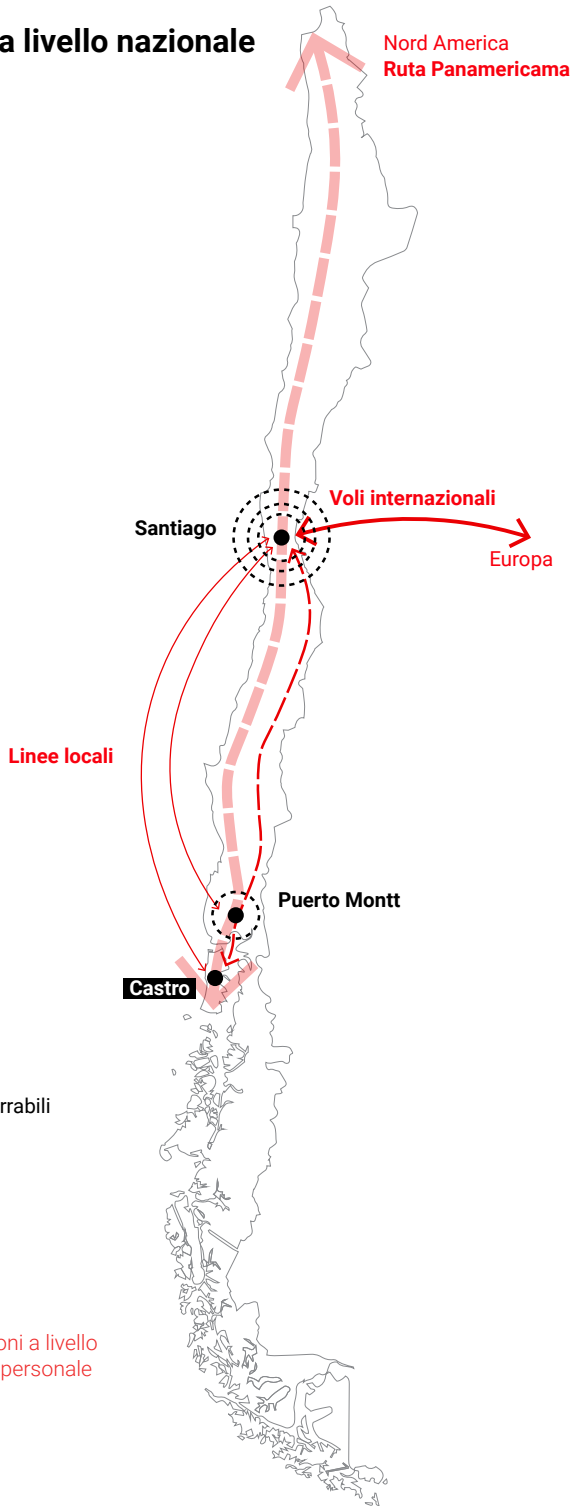 a livello nazionale
Nord America
Ruta Panamericama
Voli internazionali
Santiago
Europa
Linee locali
Puerto Montt
Castro
rrabili
oni a livello
personale